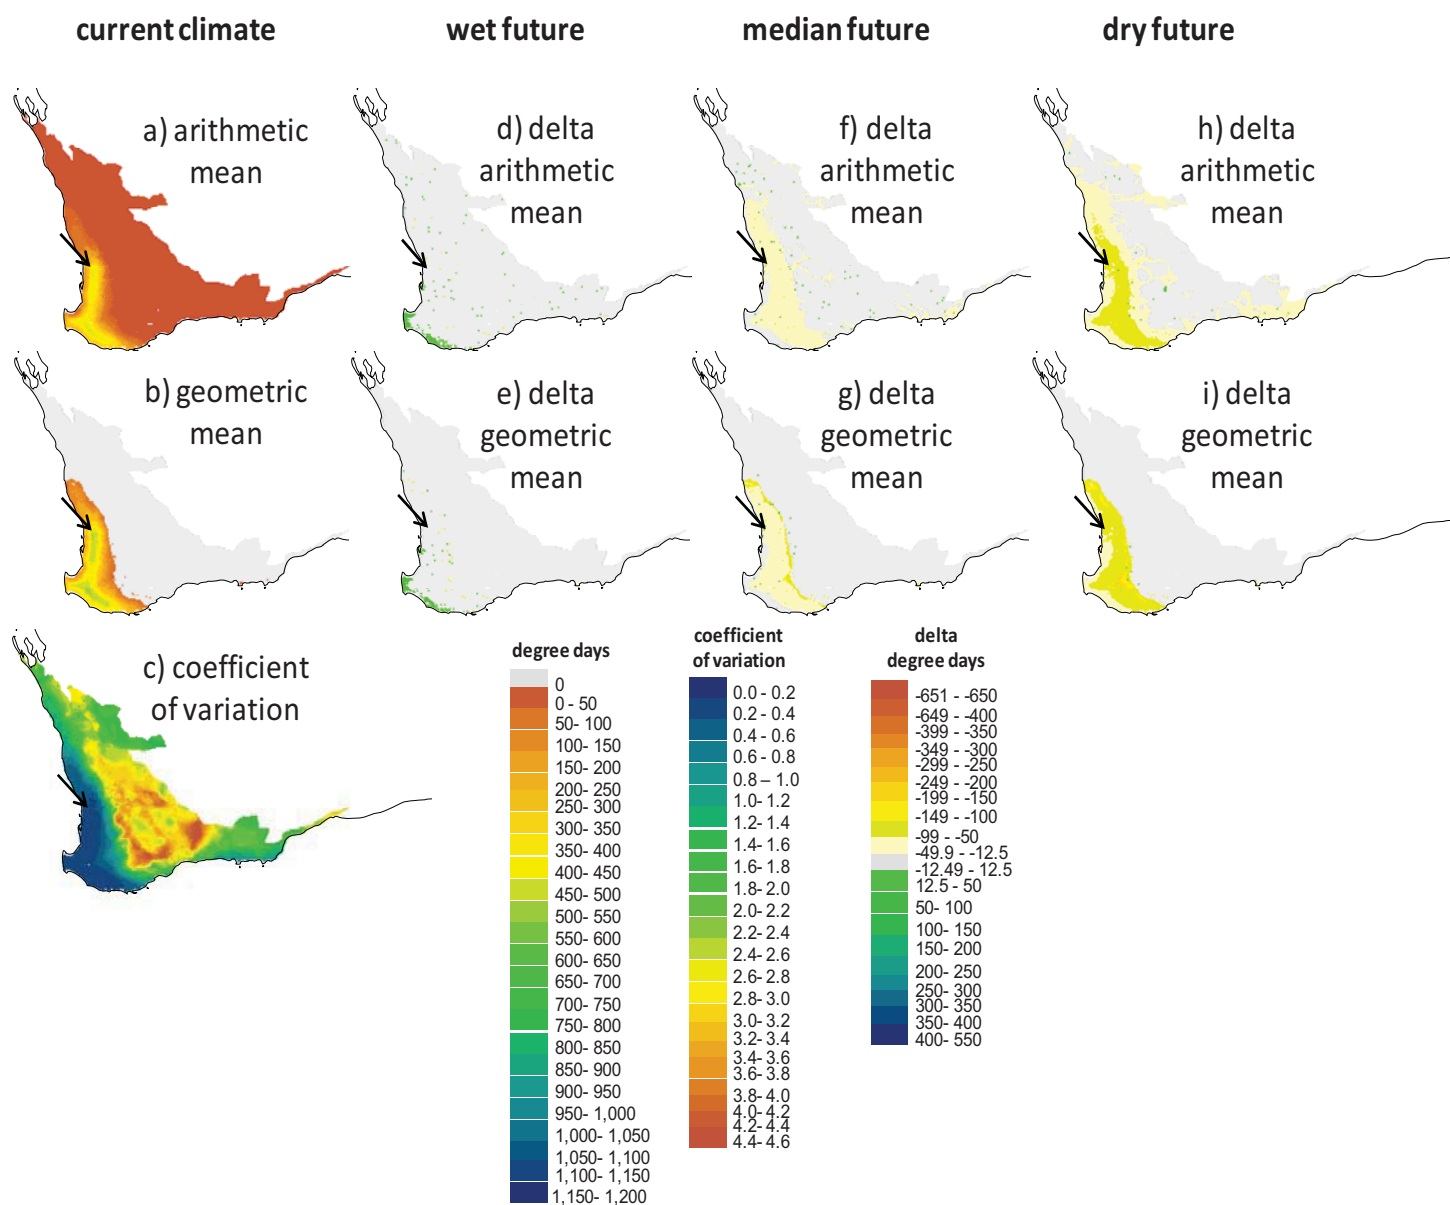 current climate
wet future
median future
dry future
a) arithmetic
mean
d) delta
arithmetic
mean
f) delta
arithmetic
mean
h) delta
arithmetic
mean
b) geometric
mean
e) delta
geometric
mean
g) delta
geometric
mean
i) delta
geometric
mean
c) coefficient
of variation
degree days
0
0 - 50
50- 100
100- 150
150- 200
200- 250
250- 300
300- 350
350- 400
400- 450
450- 500
500- 550
550- 600
600- 650
650- 700
700- 750
750- 800
800- 850
850- 900
900- 950
950- 1,000
1,000- 1,050
1,050- 1,100
1,100- 1,150
1,150- 1,200
coefficient
of variation
0.0 - 0.2
0.2 - 0.4
0.4 - 0.6
0.6 - 0.8
0.8 – 1.0
1.0- 1.2
1.2- 1.4
1.4- 1.6
1.6- 1.8
1.8- 2.0
2.0- 2.2
2.2- 2.4
2.4- 2.6
2.6- 2.8
2.8- 3.0
3.0- 3.2
3.2- 3.4
3.4- 3.6
3.6- 3.8
3.8- 4.0
4.0- 4.2
4.2- 4.4
4.4- 4.6
delta
degree days
-651 - -650
-649 - -400
-399 - -350
-349 - -300
-299 - -250
-249 - -200
-199 - -150
-149 - -100
-99 - -50
-49.9 - -12.5
-12.49 - 12.5
12.5 - 50
50- 100
100- 150
150- 200
200- 250
250- 300
300- 350
350- 400
400- 550